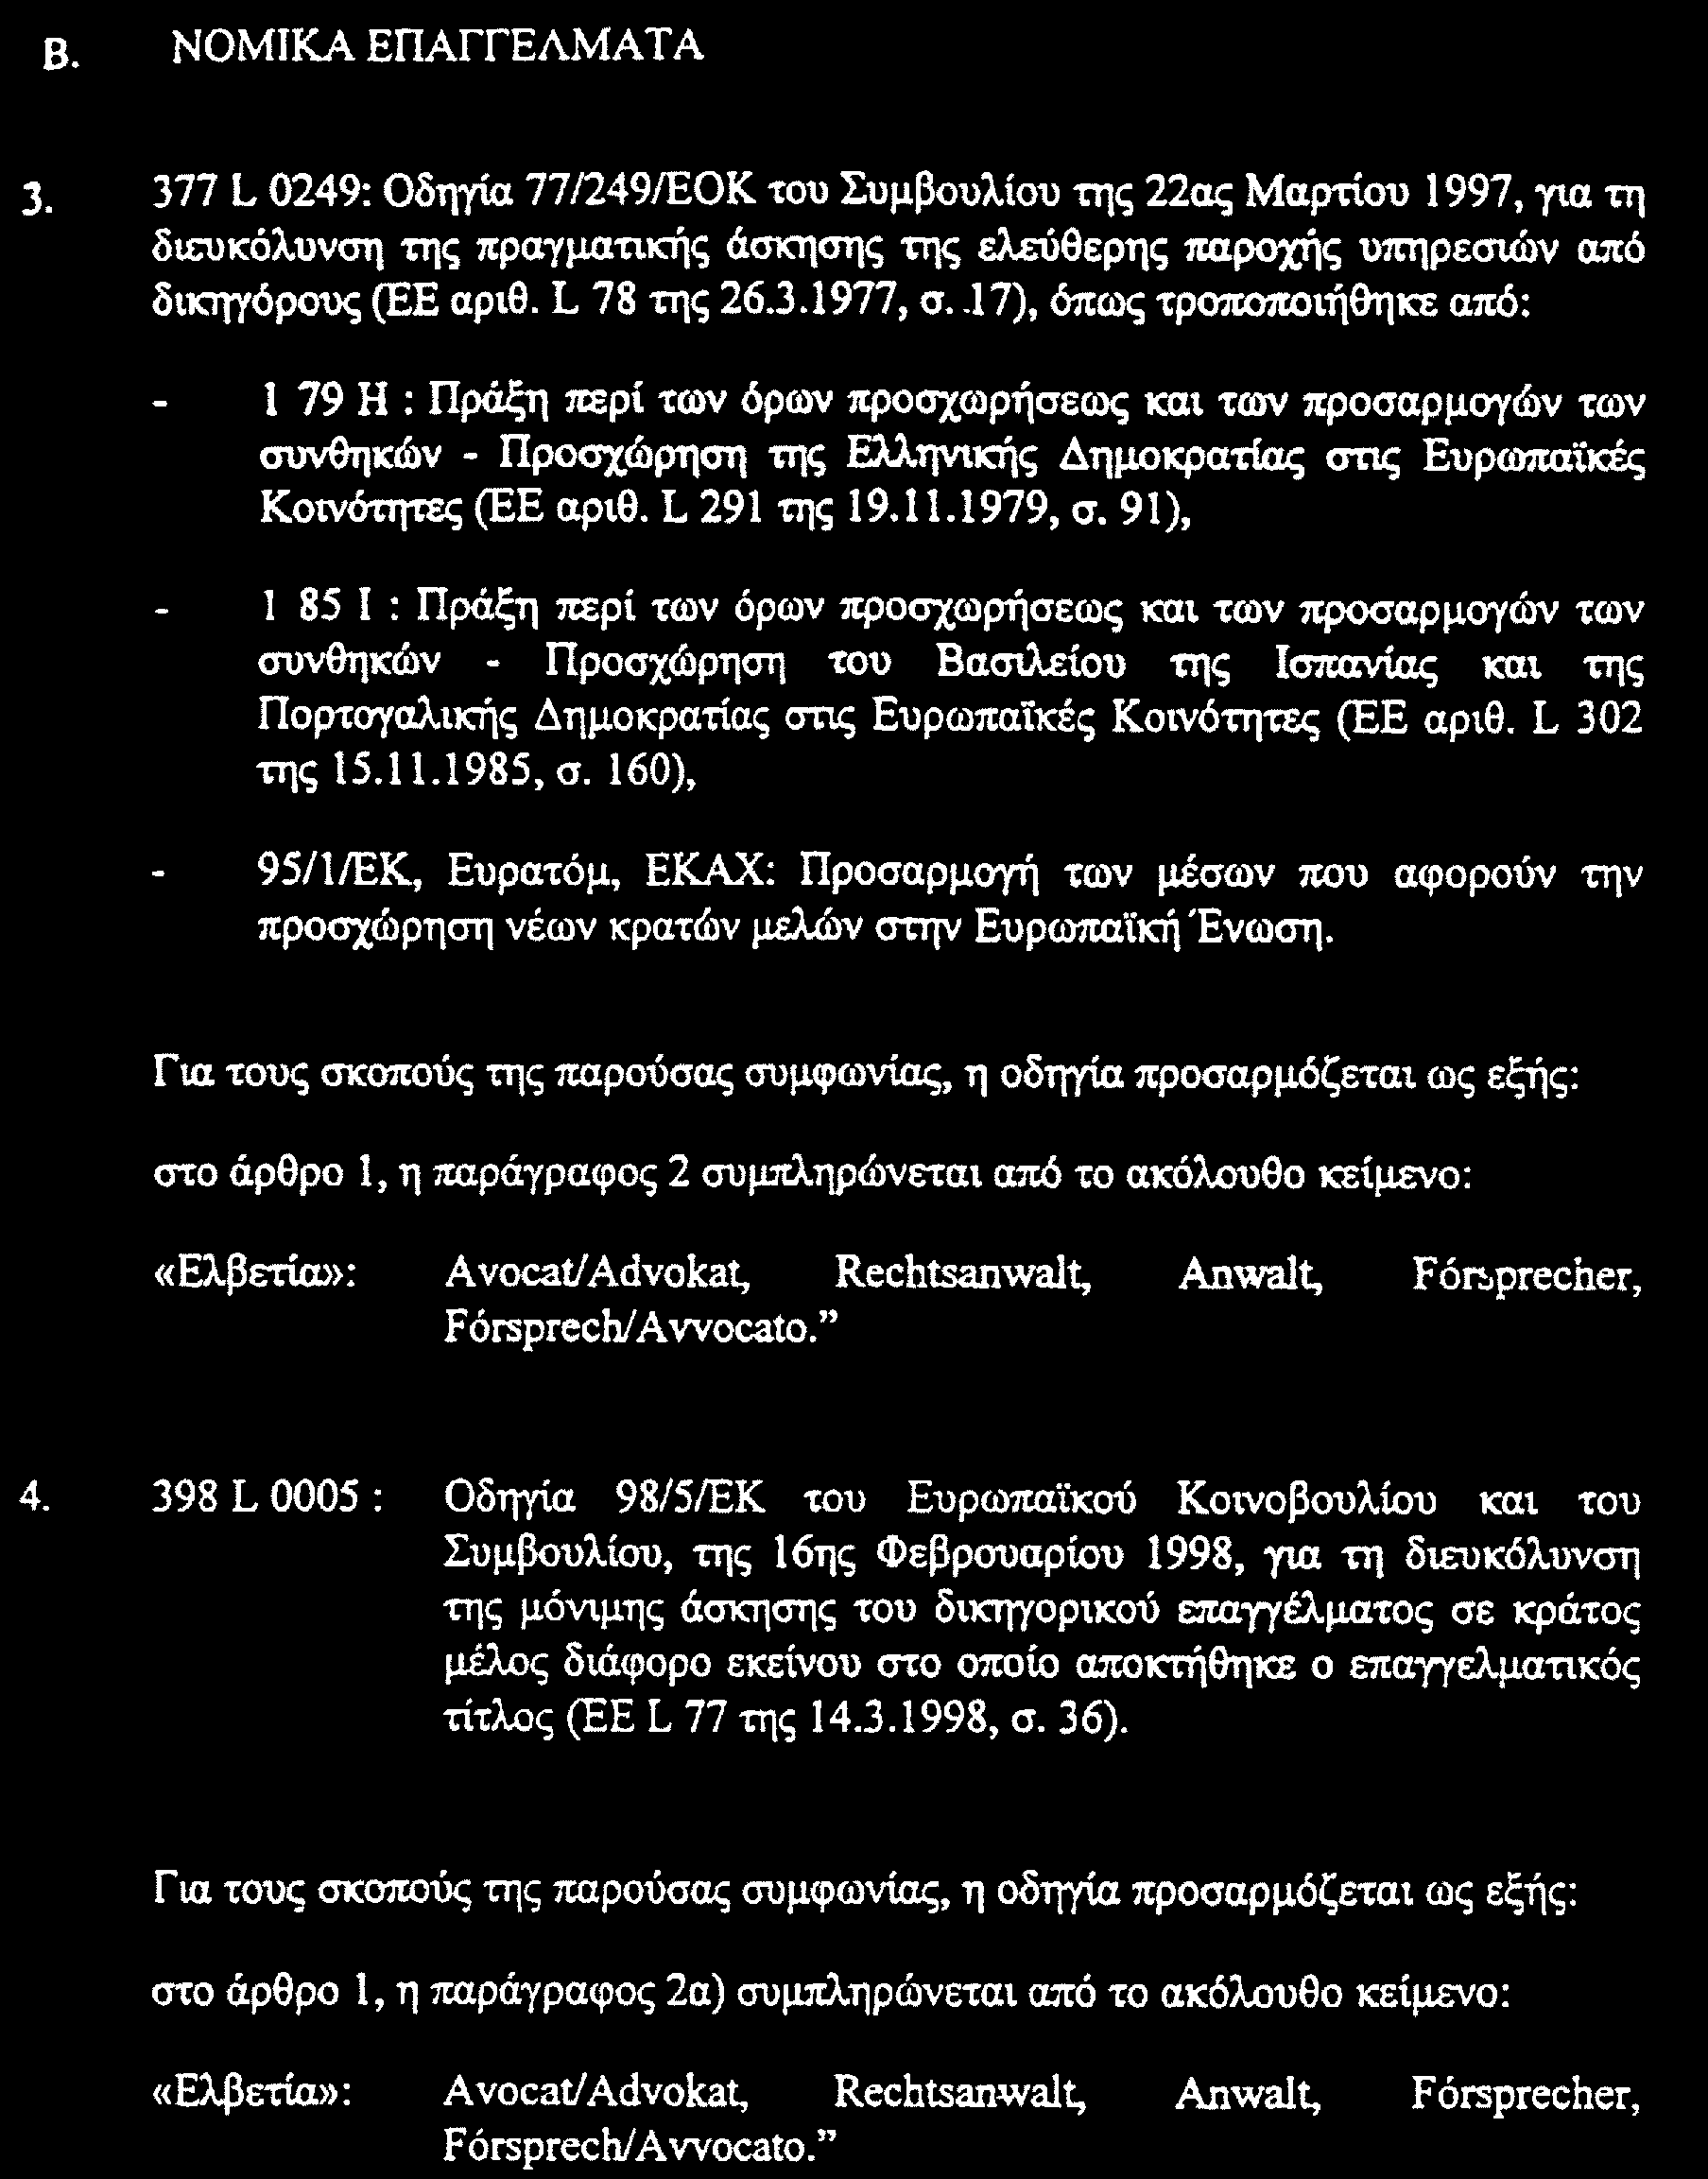 Β. ΝΟΜΙΚΑ ΕΠΑΓΓΕΛΜΑΤΑ
3. 377 L 0249: Οδηγία 77/249/ΕΟΚ του Συμβουλίου της 22ας Μαρτίου 1997, για τη
διευκόλυνση της πραγματικής άσκησης της ελεύθερης παροχής υπηρεσιών από
δικηγόρους (ΕΕ αριθ. L 78 της 26.3.1977, σ. .17), όπως τροποποιήθηκε από:
- 1 79 H : Πράξη περί των όρων προσχωρήσεως και των προσαρμογών των
συνθηκών - Προσχώρηση της Ελληνικής Δημοκρατίας στις Ευρωπαϊκές
Κοινότητες (ΕΕ αριθ. L 291 της 19.11.1979, σ. 91),
- 1 85 I : Πράξη περί των όρων προσχωρήσεως και των προσαρμογών των
συνθηκών - Προσχώρηση του Βασιλείου της Ισπανίας και της
Πορτογαλικής Δημοκρατίας στις Ευρωπαϊκές Κοινότητες (ΕΕ αριθ. L 302
της 15.11.1985, σ. 160),
- 95/1/ΕΚ, Ευρατόμ, ΕΚΑΧ: Προσαρμογή των μέσων που αφορούν την
προσχώρηση νέων κρατών μελών στην Ευρωπαϊκή Ένωση.
Για τους σκοπούς της παρούσας συμφωνίας, η οδηγία προσαρμόζεται ως εξής:
στο άρθρο 1, η παράγραφος 2 συμπληρώνεται από το ακόλουθο κείμενο:
«Ελβετία»: Avocat/Advokat, Rechtsanwalt, Anwalt, Fórsprecher,
Fórsprech/Avvocato.”
4. 398 L 0005 : Οδηγία 98/5/ΕΚ του Ευρωπαϊκού Κοινοβουλίου και του
Συμβουλίου, της 16ης Φεβρουαρίου 1998, για τη διευκόλυνση
της μόνιμης άσκησης του δικηγορικού επαγγέλματος σε κράτος
μέλος διάφορο εκείνου στο οποίο αποκτήθηκε ο επαγγελματικός
τίτλος (ΕΕ L 77 της 14.3.1998, σ. 36).
Για τους σκοπούς της παρούσας συμφωνίας, η οδηγία προσαρμόζεται ως εξής:
στο άρθρο 1, η παράγραφος 2α) συμπληρώνεται από το ακόλουθο κείμενο:
«Ελβετία»: Avocat/Advokat, Rechtsanwalt, Anwalt, Fórsprecher,
Fórsprech/Avvocato.”